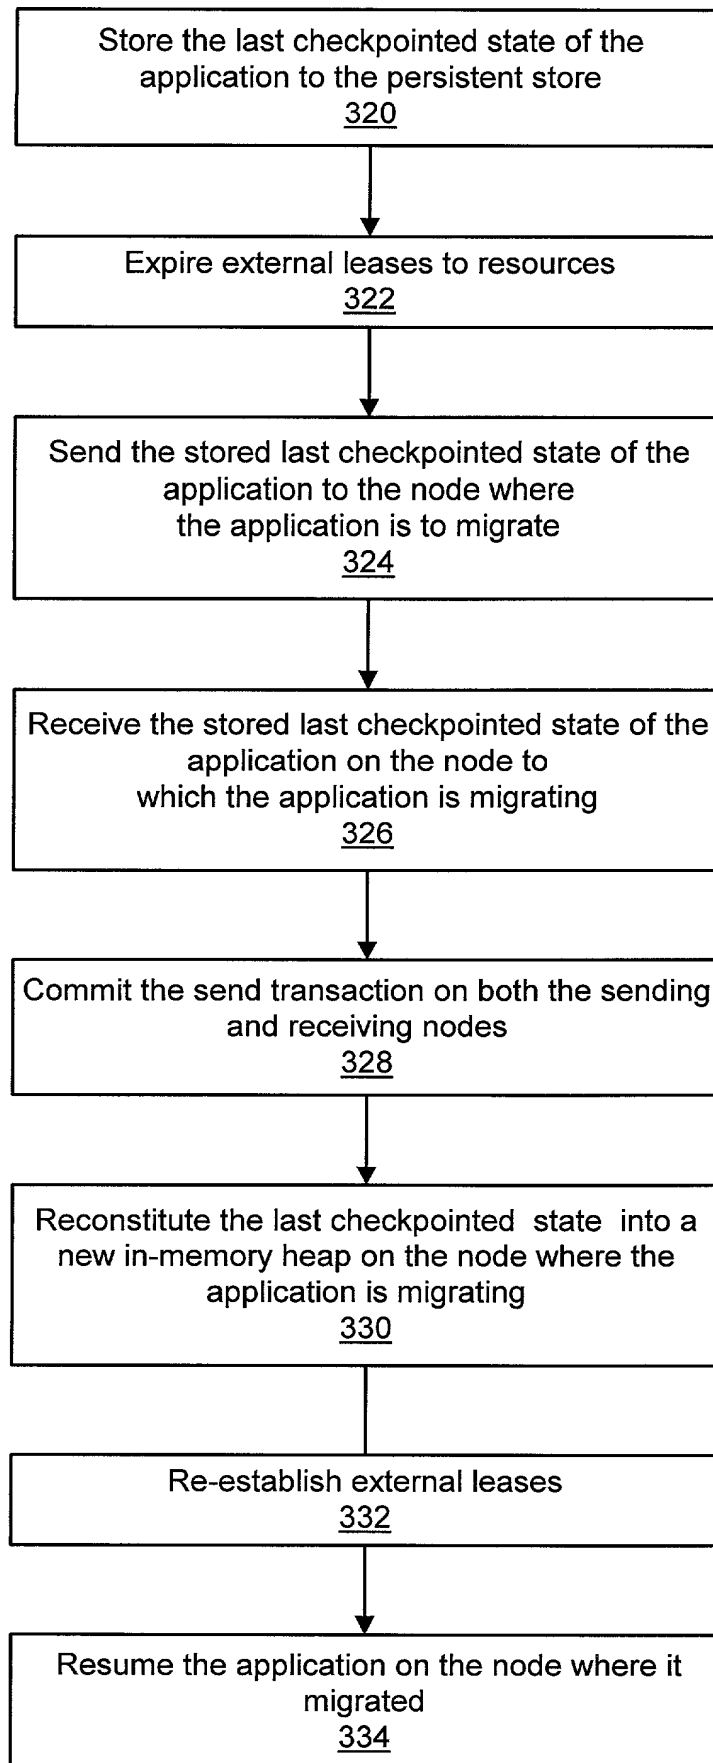 Store the last checkpointed state of the
application to the persistent store
320
Expire external leases to resources
322
Send the stored last checkpointed state of the
application to the node where
the application is to migrate
324
Receive the stored last checkpointed state of the
application on the node to
which the application is migrating
326
Commit the send transaction on both the sending
and receiving nodes
328
Reconstitute the last checkpointed state into a
new in-memory heap on the node where the
application is migrating
330
Re-establish external leases
332
Resume the application on the node where it
migrated
334